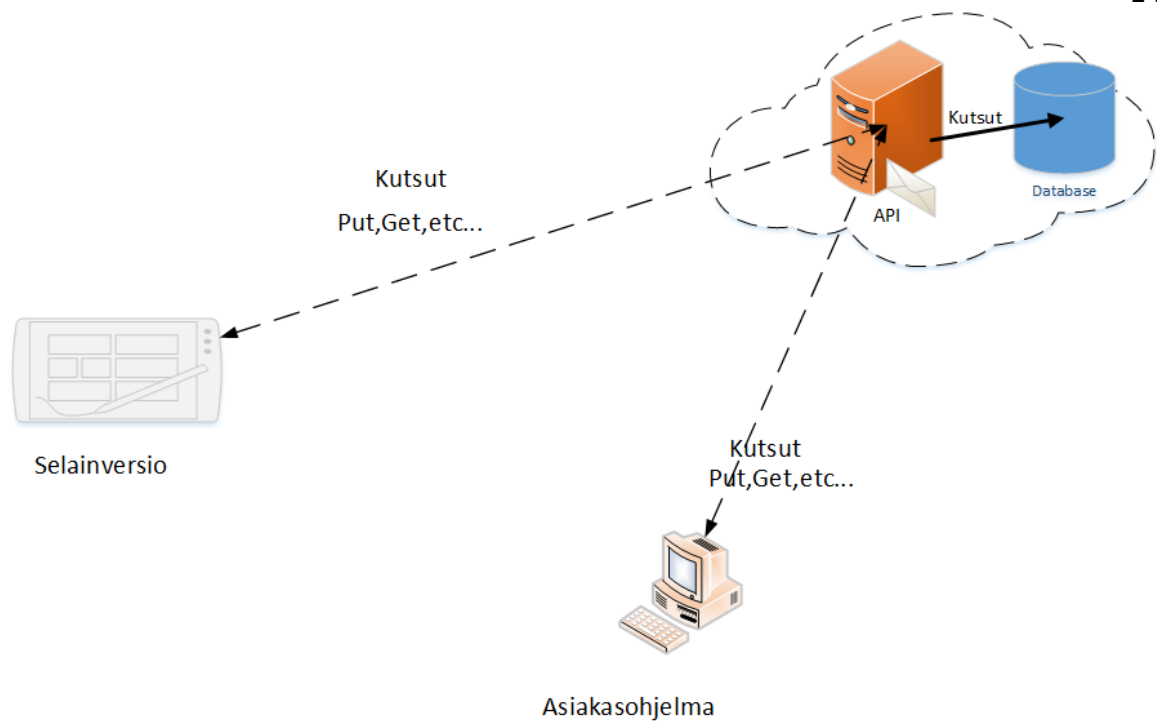 Kutsut
Database
API
Kutsut
Put,Get,etc...
Selainversio
Kutsut
Put,Get,etc...
Asiakasohjelma